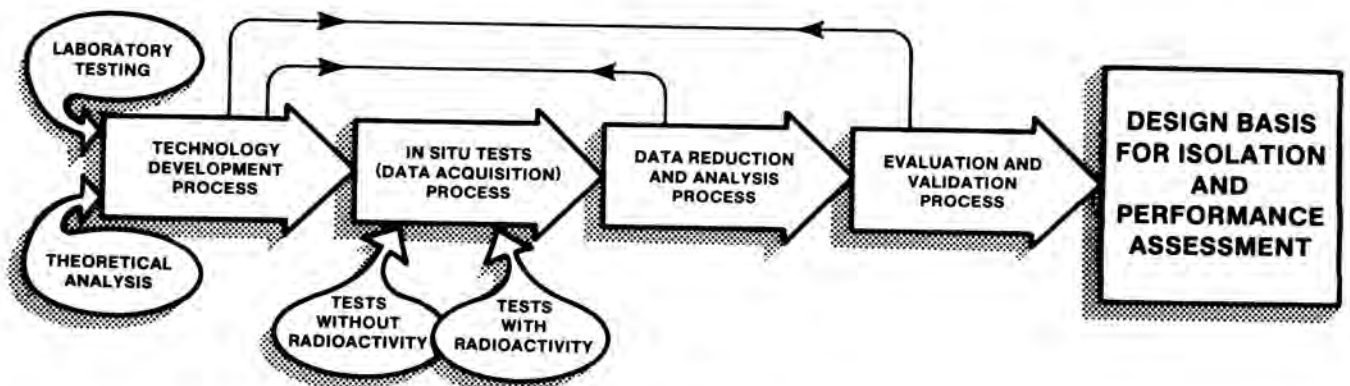 LABORATORY
TESTING
THEORETICAL
ANALYSIS
TECHNOLOGY
DEVELOPMENT
PROCESS
IN SITU TESTS
(DATA ACQUISITION)
PROCESS
TESTS
WITHOUT
RADIOACTIVITY
TESTS
WITH
RADIOACTIVITY
DATA REDUCTION
AND ANALYSIS
PROCESS
EVALUATION AND
VALIDATION
PROCESS
DESIGN BASIS
FOR ISOLATION
AND
PERFORMANCE
ASSESSMENT